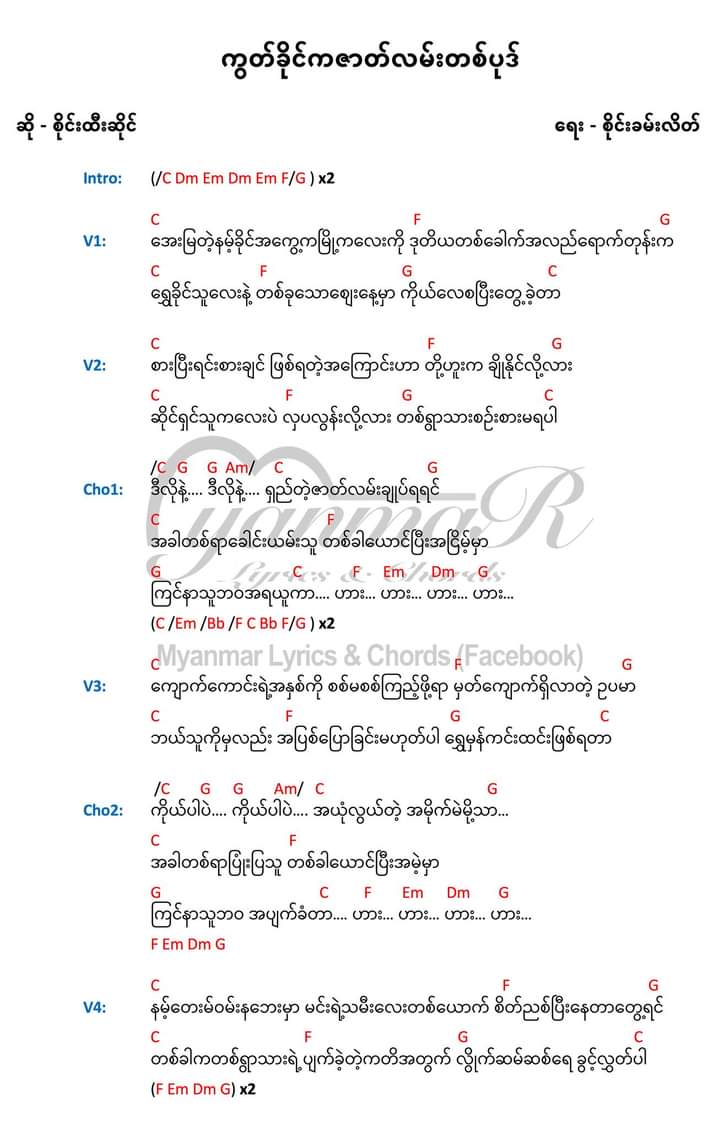 ကွတ်ခိုင်ကဇာတ်လမ်းတစ်ပုဒ်
ဆို - စိုင်းထီးဆိုင် ရေး - စိုင်းခမ်းလိတ်
Intro: (/C Dm Em Dm Em F/G ) x2
C F G
V1: အေးမြတဲ့နမ့်ခိုင်အကွေ့ကမြို့ကလေးကို ဒုတိယတစ်ခေါက်အလည်ရောက်တုန်းက
C F G C
ရွှေခိုင်သူလေးနဲ့ တစ်ခုသောဈေးနေ့မှာ ကိုယ်လေစပြီးတွေ့ခဲ့တာ
C F G
V2: စားပြီးရင်းစားချင် ဖြစ်ရတဲ့အကြောင်းဟာ တို့ဟူးက ချိုနိုင်လို့လား
C F G C
ဆိုင်ရှင်သူကလေးပဲ လှပလွန်းလို့လား တစ်ရွာသားစဉ်းစားမရပါ
/C G G Am/ C G
Cho1: ဒီလိုနဲ့.... ဒီလိုနဲ့.... ရှည်တဲ့ဇာတ်လမ်းချုပ်ရရင်
C F
အခါတစ်ရာခေါင်းယမ်းသူ တစ်ခါယောင်ပြီးအငြိမ့်မှာ
G C F Em Dm G
ကြင်နာသူဘဝအရယူကာ.... ဟား... ဟား... ဟား... ဟား...
(C /Em /Bb /F C Bb F/G ) x2
MyanmaR
Lyrics & Chords
Myanmar Lyrics & Chords (Facebook)
C F G
V3: ကျောက်ကောင်းရဲ့အနှစ်ကို စစ်မစစ်ကြည့်ဖို့ရာ မှတ်ကျောက်ရှိလာတဲ့ ဥပမာ
C F G C
ဘယ်သူကိုမှလည်း အပြစ်ပြောခြင်းမဟုတ်ပါ ရွှေမှန်ကင်းထင်းဖြစ်ရတာ
/C G G Am/ C G
Cho2: ကိုယ်ပါပဲ.... ကိုယ်ပါပဲ.... အယုံလွယ်တဲ့ အမိုက်မဲမို့သာ...
C F
အခါတစ်ရာပြုံးပြသူ တစ်ခါယောင်ပြီးအမဲ့မှာ
G C F Em Dm G
ကြင်နာသူဘဝ အပျက်ခံတာ.... ဟား... ဟား... ဟား... ဟား...
F Em Dm G
C F G
V4: နမ့်တေးမ်ဝမ်းနဘေးမှာ မင်းရဲ့သမီးလေးတစ်ယောက် စိတ်ညစ်ပြီးနေတာတွေ့ရင်
C F G C
တစ်ခါကတစ်ရွာသားရဲ့ ပျက်ခဲ့တဲ့ကတိအတွက် လွိုက်ဆမ်ဆစ်ရေ ခွင့်လွှတ်ပါ
(F Em Dm G) x2